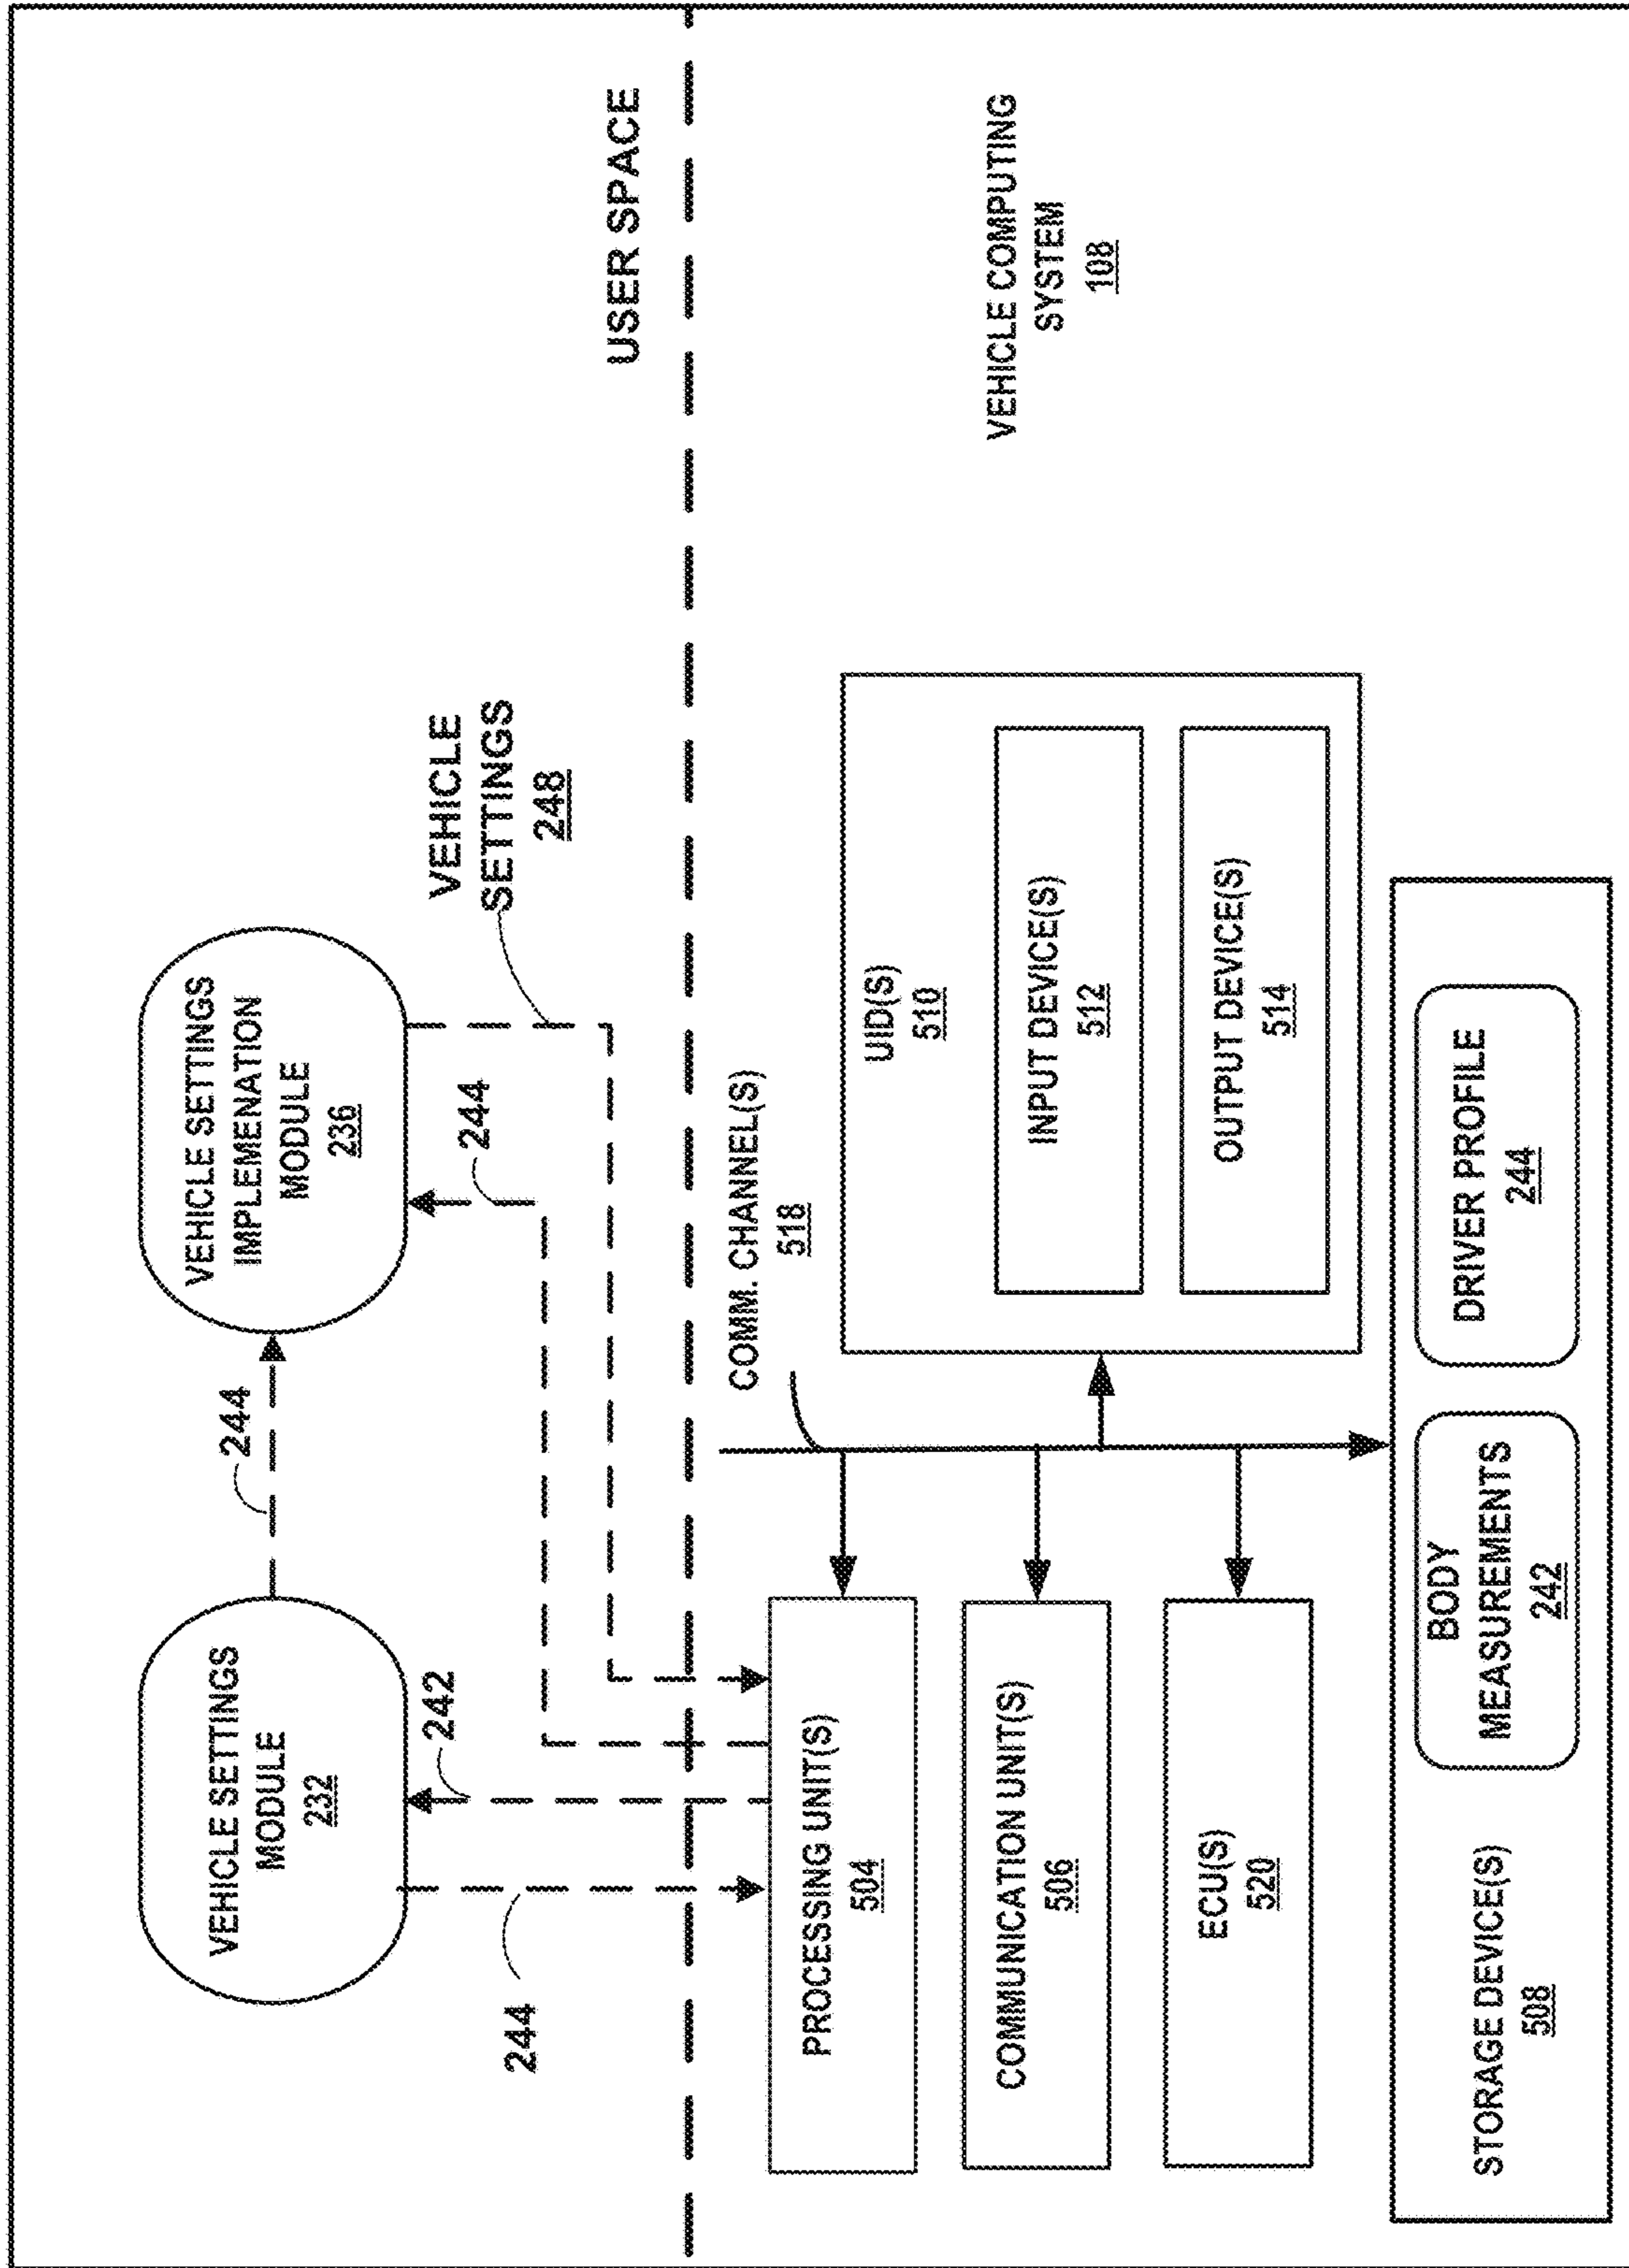 VEHICLE SETTINGS
MODULE
232
244
VEHICLE SETTINGS
IMPLEMENATION
MODULE
236
244
242
244
VEHICLE
SETTINGS
248
USER SPACE
COMM. CHANNEL(S)
518
PROCESSING UNIT(S)
504
COMMUNICATION UNIT(S)
506
ECU(S)
520
UID(S)
510
INPUT DEVICE(S)
512
OUTPUT DEVICE(S)
514
VEHICLE COMPUTING
SYSTEM
108
STORAGE DEVICE(S)
508
BODY
MEASUREMENTS
242
DRIVER PROFILE
244